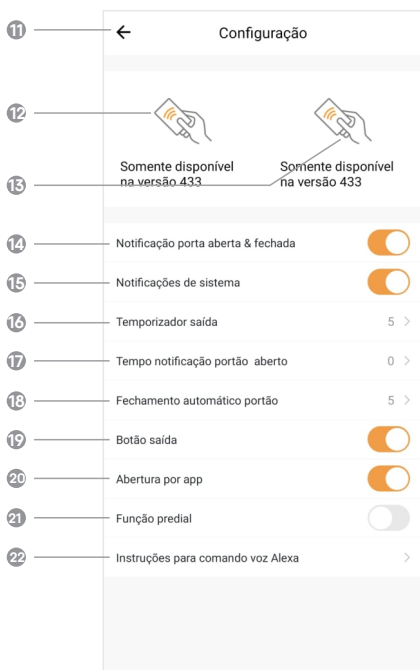 11
Configuração
12
Somente disponível
na versão 433
Somente disponível
na versão 433
13
14 Notificação porta aberta & fechada
15 Notificações de sistema
16 Temporizador saída 5 >
17 Tempo notificação portão aberto 0 >
18 Fechamento automático portão 5 >
19 Botão saída
20 Abertura por app
21 Função predial
22 Instruções para comando voz Alexa >